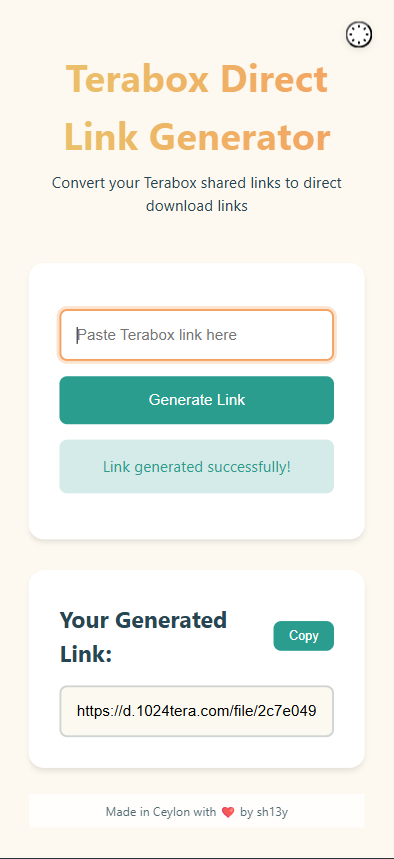 Terabox Direct
Link Generator
Convert your Terabox shared links to direct
download links
Paste Terabox link here
Generate Link
Link generated successfully!
Your Generated
Link:
Copy
https://d.1024tera.com/file/2c7e049
Made in Ceylon with ❤️ by sh13y